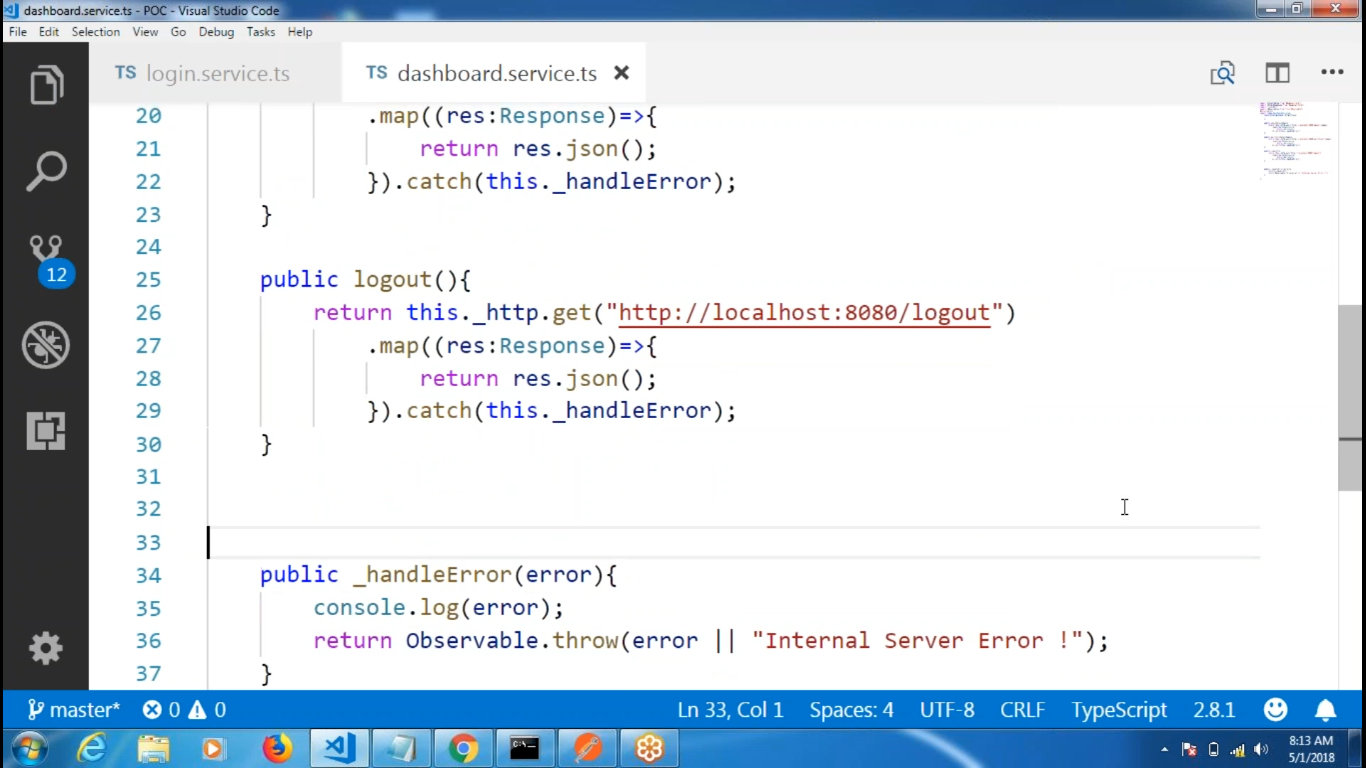 dashboard.service.ts - POC - Visual Studio Code
File Edit Selection View Go Debug Tasks Help
TS login.service.ts TS dashboard.service.ts
20 .map((res:Response)=>{
21 return res.json();
22 }).catch(this._handleError);
23 }
24
25 public logout(){
26 return this._http.get("http://localhost:8080/logout")
27 .map((res:Response)=>{
28 return res.json();
29 }).catch(this._handleError);
30 }
31
32
33
34 public _handleError(error){
35 console.log(error);
36 return Observable.throw(error || "Internal Server Error !");
37 }
12
master* 0 0 Ln 33, Col 1 Spaces: 4 UTF-8 CRLF TypeScript 2.8.1
8:13 AM
5/1/2018